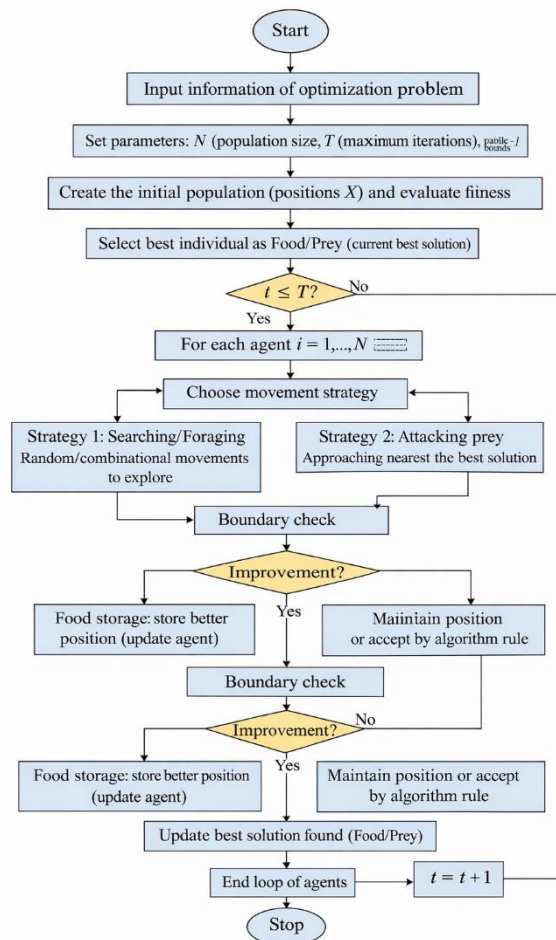 Start
Input information of optimization problem
Set parameters: N (population size, T (maximum iterations),
bounds
Create the initial population (positions X) and evaluate fiiness
Select best individual as Food/Prey (current best solution)
t ≤ T?
No
Yes
For each agent i = 1,...,N
Choose movement strategy
Strategy 1: Searching/Foraging
Random/combinational movements
to explore
Strategy 2: Attacking prey
Approaching nearest the best solution
Boundary check
Improvement?
Food storage: store better
position (update agent)
Yes
Maiintain position
or accept by algorithm rule
Boundary check
Improvement?
No
Yes
Food storage: store better position
(update agent)
Maintain position or accept
by algorithm rule
Update best solution found (Food/Prey)
End loop of agents
t = t + 1
Stop